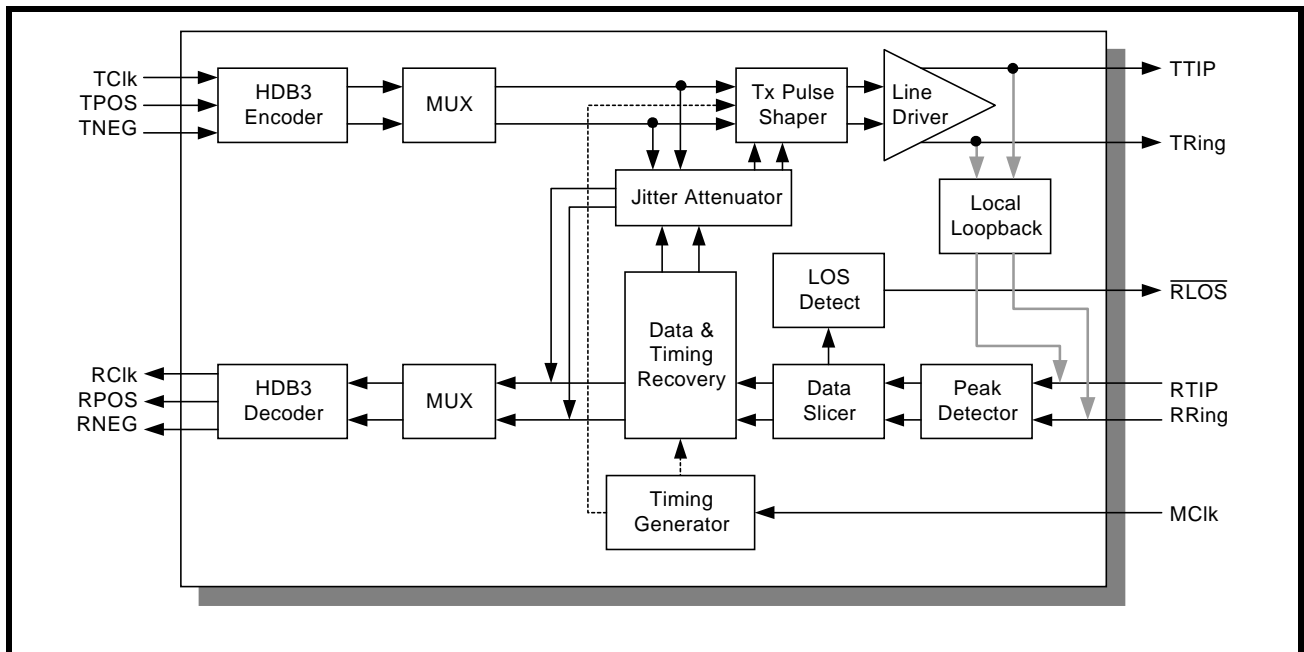 TClk
TPOS
TNEG
HDB3
Encoder
MUX
Tx Pulse
Shaper
Line
Driver
TTIP
TRing
Jitter Attenuator
Local
Loopback
LOS
Detect
RLOS
Data &
Timing
Recovery
RClk
RPOS
RNEG
HDB3
Decoder
MUX
Data
Slicer
Peak
Detector
RTIP
RRing
Timing
Generator
MClk